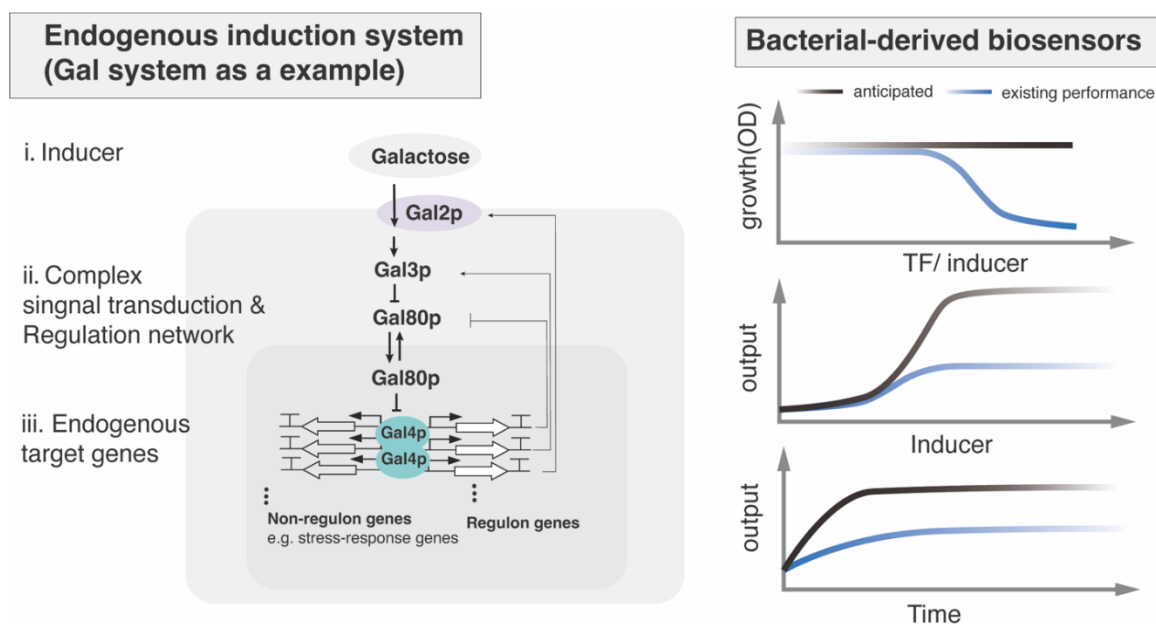 Endogenous induction system
(Gal system as a example)
i. Inducer
Galactose
Gal2p
ii. Complex
singnal transduction &
Regulation network
Gal3p
Gal80p
Gal80p
iii. Endogenous
target genes
Gal4p
Gal4p
Non-regulon genes
e.g. stress-response genes
Regulon genes
Bacterial-derived biosensors
anticipated
existing performance
growth(OD)
TF/ inducer
output
Inducer
output
Time